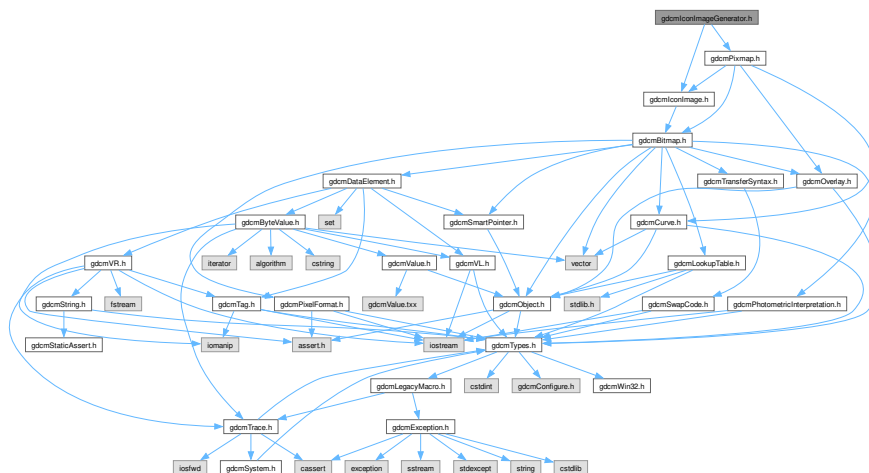 gdcmIconImageGenerator.h
gdcmPixmap.h
gdcmIconImage.h
gdcmBitmap.h
gdcmDataElement.h
gdcmTransferSyntax.h
gdcmOverlay.h
gdcmByteValue.h
set
gdcmSmartPointer.h
gdcmCurve.h
gdcmVR.h
iterator
algorithm
cstring
gdcmValue.h
gdcmVL.h
vector
gdcmLookupTable.h
gdcmString.h
fstream
gdcmTag.h
gdcmPixelFormat.h
gdcmValue.txx
gdcmObject.h
stdlib.h
gdcmSwapCode.h
gdcmPhotometricInterpretation.h
gdcmStaticAssert.h
iomanip
assert.h
iostream
gdcmTypes.h
gdcmLegacyMacro.h
cstdint
gdcmConfigure.h
gdcmWin32.h
gdcmTrace.h
gdcmException.h
iosfwd
gdcmSystem.h
cassert
exception
sstream
stdexcept
string
cstdlib